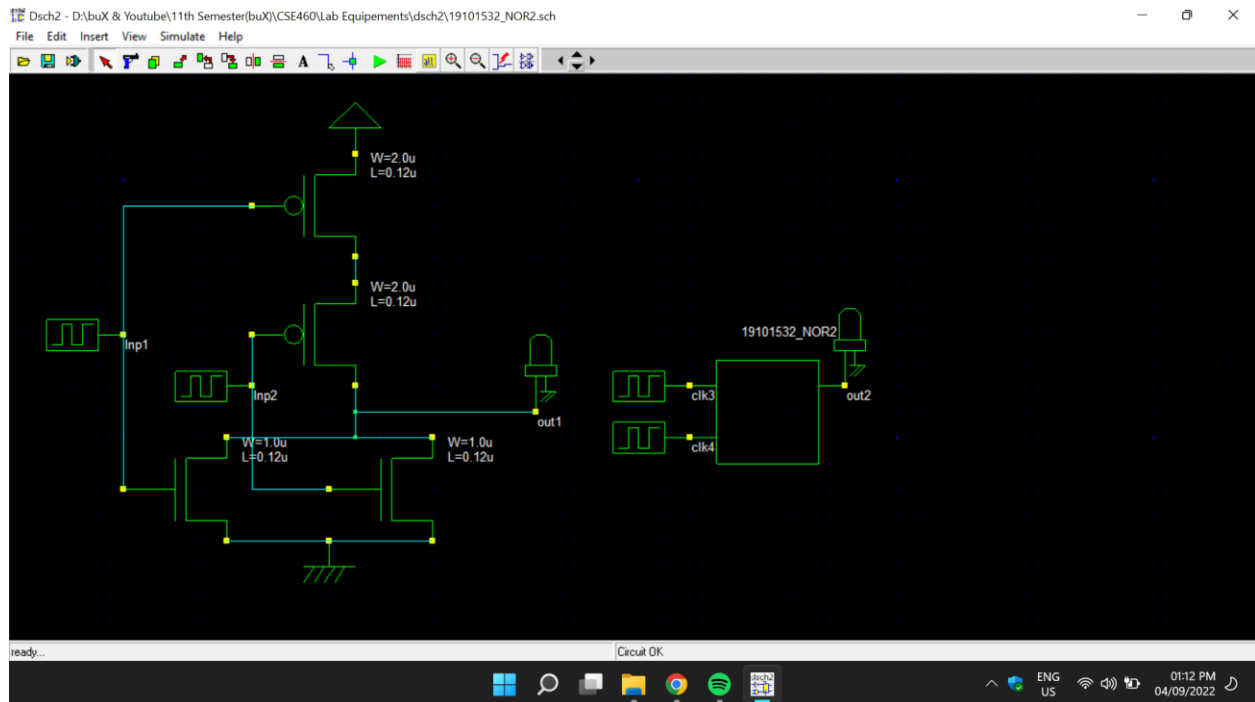 Dsch2 - D:\buX & Youtube\11th Semester(buX)\CSE460\Lab Equipements\dsch2\19101532_NOR2.sch
File Edit Insert View Simulate Help
A
W=2.0u
L=0.12u
W=2.0u
L=0.12u
Inp1
Inp2
out1
W=1.0u
L=0.12u
W=1.0u
L=0.12u
19101532_NOR2
clk3
clk4
out2
ready...
Circuit OK
dsch2
ENG
US
01:12 PM
04/09/2022